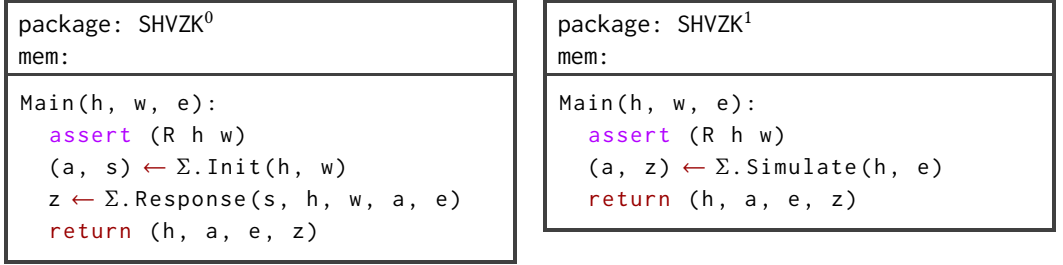 package: SHVZK⁰
mem:
Main(h, w, e):
assert (R h w)
(a, s) ← Σ.Init(h, w)
z ← Σ.Response(s, h, w, a, e)
return (h, a, e, z)
package: SHVZK¹
mem:
Main(h, w, e):
assert (R h w)
(a, z) ← Σ.Simulate(h, e)
return (h, a, e, z)